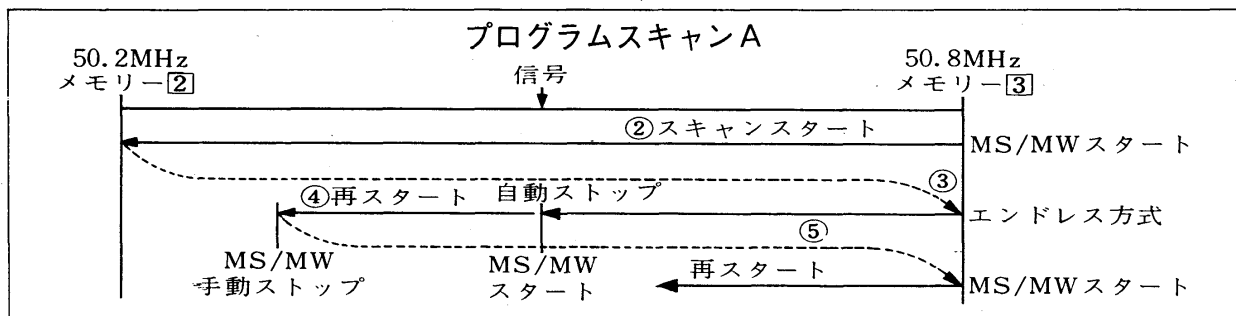 プログラムスキャンA
50.2MHz
メモリー2
信号
50.8MHz
メモリー3
②スキャンスタート
MS/MWスタート
③
④再スタート
自動ストップ
エンドレス方式
⑤
MS/MW
手動ストップ
MS/MW
スタート
再スタート
MS/MWスタート